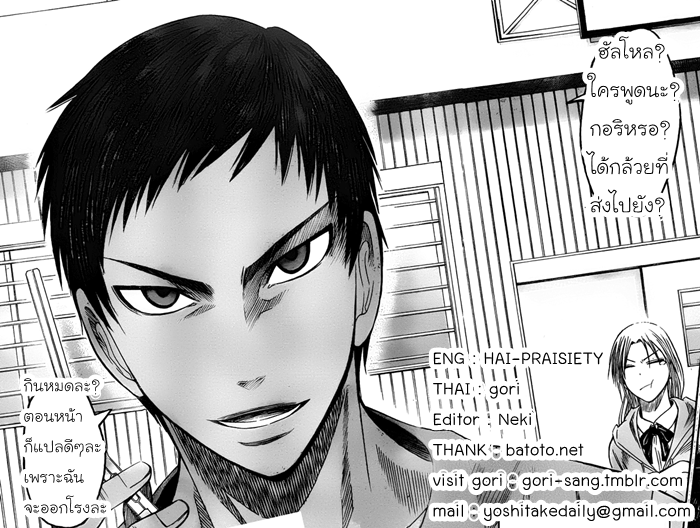 ฮัลโหล?
ใครพูดนะ?
กอริหรอ?
ได้กล้วยที่
ส่งไปยัง?
กินหมดละ?
ตอนหน้า
ก็แปลดีๆละ
เพราะฉัน
จะออกโรงละ
ENG : HAI-PRAISIETY
THAI : gori
Editor : Neki
THANK : batoto.net
visit gori : gori-sang.tmblr.com
mail : yoshitakedaily@gmail.com